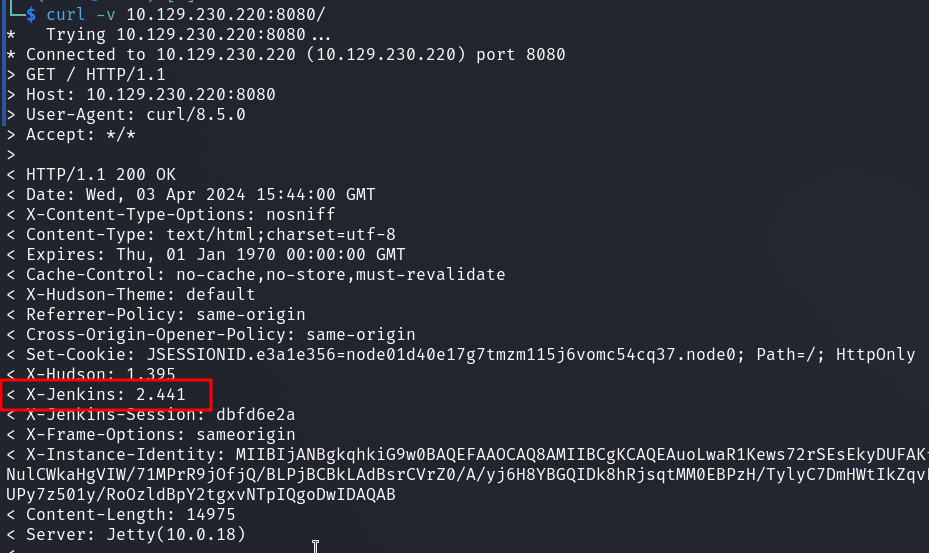 └─$ curl -v 10.129.230.220:8080/
*   Trying 10.129.230.220:8080...
* Connected to 10.129.230.220 (10.129.230.220) port 8080
> GET / HTTP/1.1
> Host: 10.129.230.220:8080
> User-Agent: curl/8.5.0
> Accept: */*
>
< HTTP/1.1 200 OK
< Date: Wed, 03 Apr 2024 15:44:00 GMT
< X-Content-Type-Options: nosniff
< Content-Type: text/html;charset=utf-8
< Expires: Thu, 01 Jan 1970 00:00:00 GMT
< Cache-Control: no-cache,no-store,must-revalidate
< X-Hudson-Theme: default
< Referrer-Policy: same-origin
< Cross-Origin-Opener-Policy: same-origin
< Set-Cookie: JSESSIONID.e3a1e356=node01d40e17g7tmzm115j6vomc54cq37.node0; Path=/; HttpOnly
< X-Hudson: 1.395
< X-Jenkins: 2.441
< X-Jenkins-Session: dbfd6e2a
< X-Frame-Options: sameorigin
< X-Instance-Identity: MIIBIjANBgkqhkiG9w0BAQEFAAOCAQ8AMIIBCgKCAQEAuoLwaR1Kews72rSEsEkyDUFAK
NulCWkaHgVIW/71MPrR9jOfjQ/BLPjBCBkLAdBsrCVrZ0/A/yj6H8YBGQIDk8hRjsqtMM0EBPzH/TylyC7DmHWtIkZqv
UPy7z501y/RoOzldBpY2tgxvNTpIQgoDwIDAQAB
< Content-Length: 14975
< Server: Jetty(10.0.18)
<